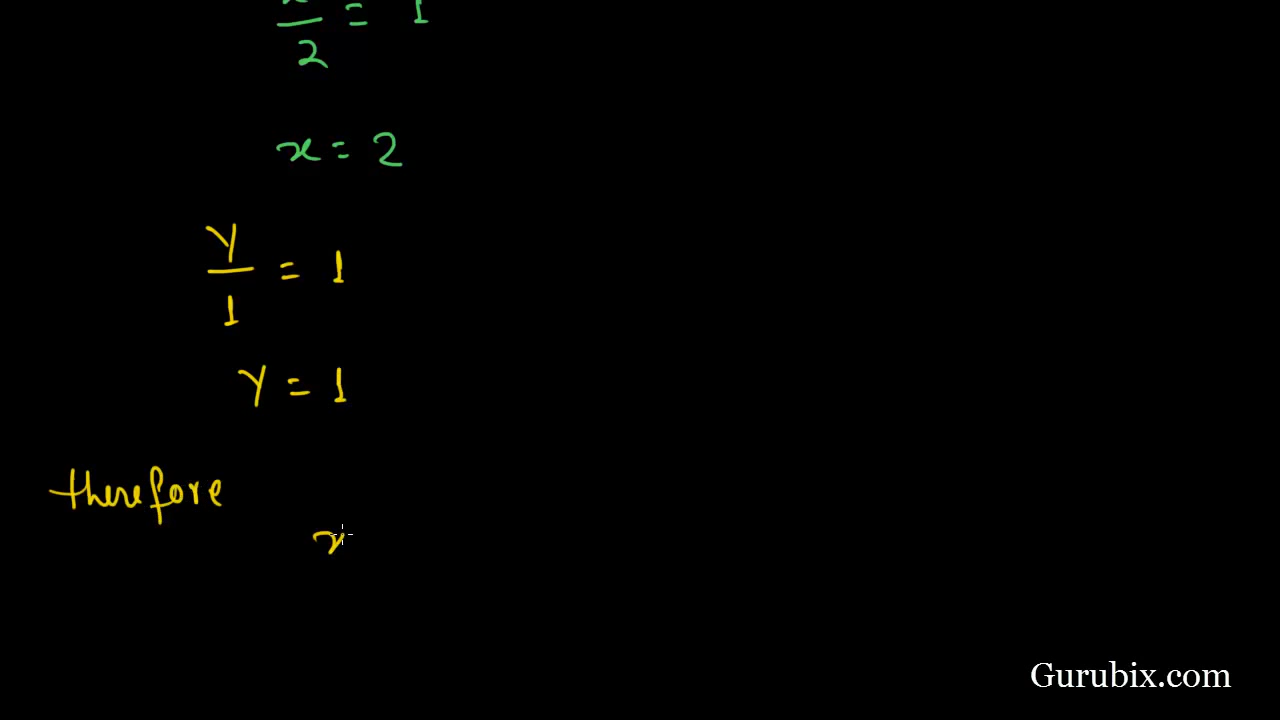 x/2 = 1
x = 2
Y/1 = 1
Y = 1
therefore
x
Gurubix.com